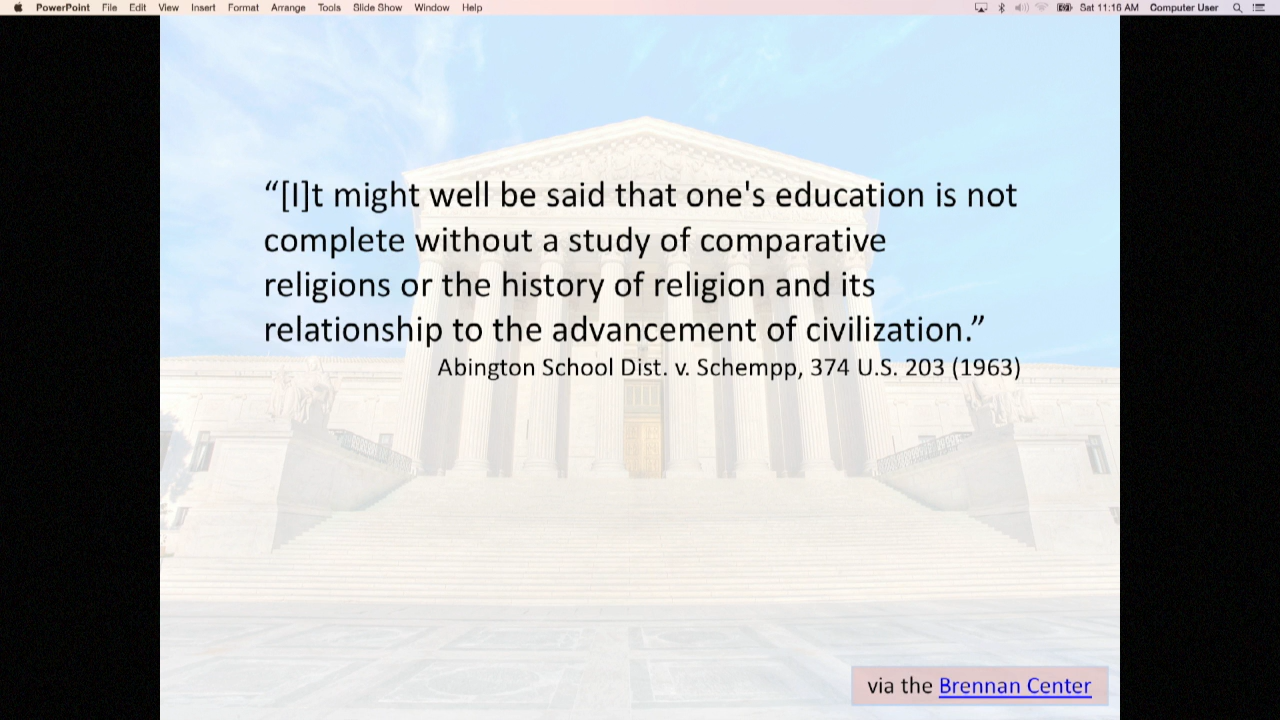 PowerPoint File Edit View Insert Format Arrange Tools Slide Show Window Help Sat 11:16 AM Computer User
“[I]t might well be said that one's education is not
complete without a study of comparative
religions or the history of religion and its
relationship to the advancement of civilization.”
Abington School Dist. v. Schempp, 374 U.S. 203 (1963)
via the Brennan Center